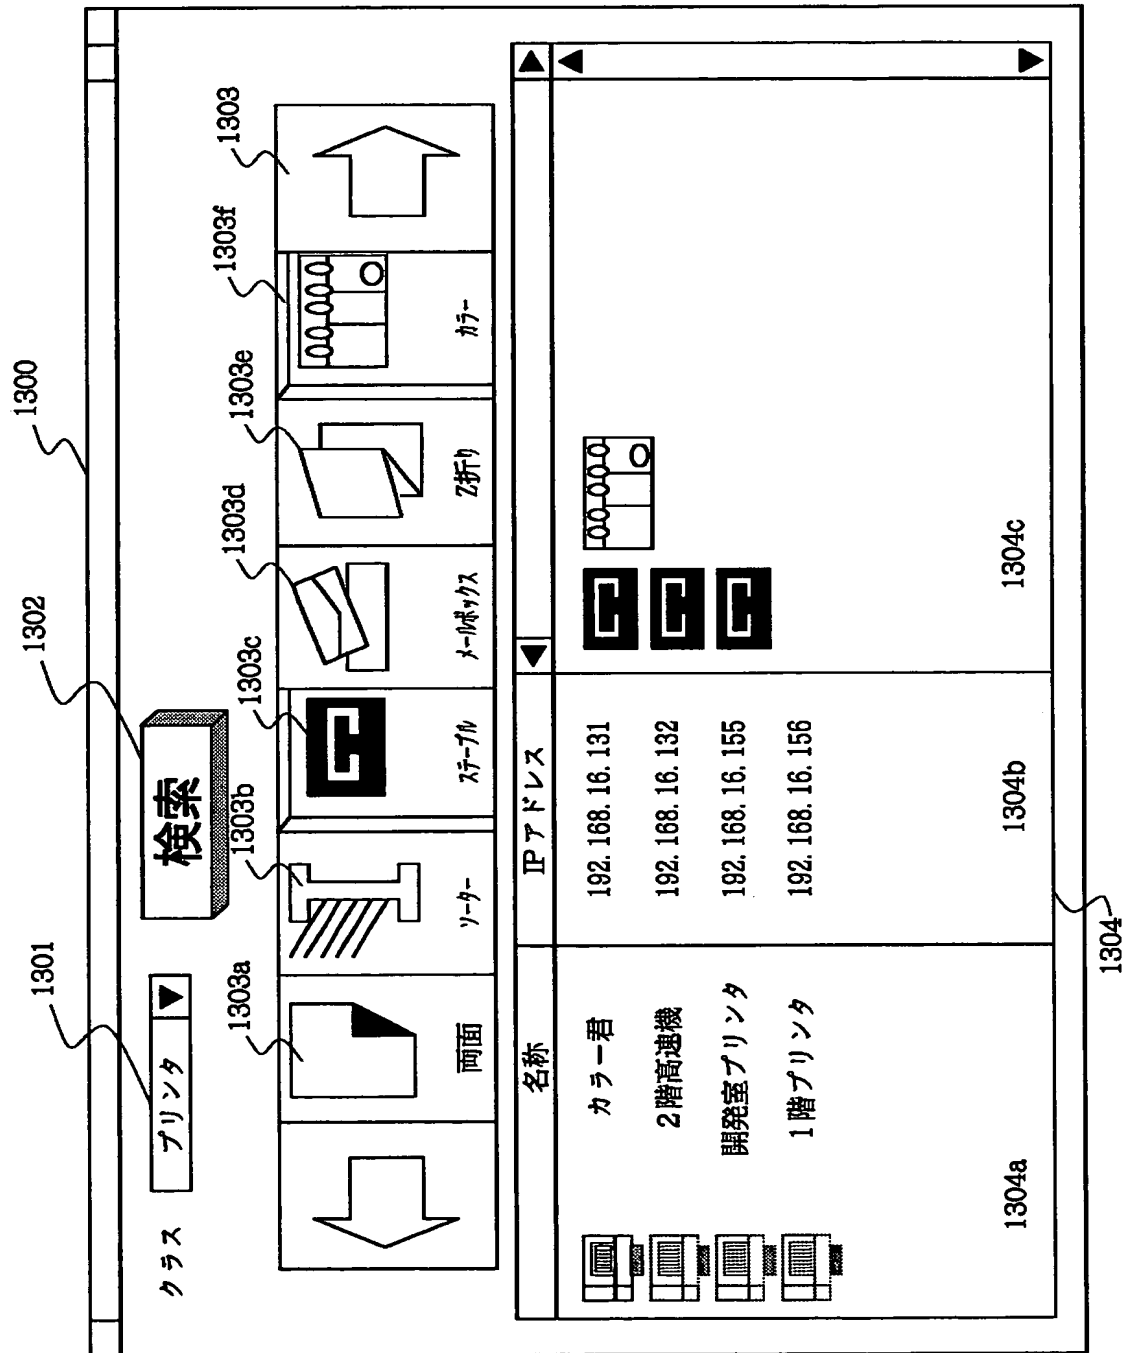 1300
1301
1302
クラス
プリンタ
検索
1303a
1303b
1303c
1303d
1303e
1303f
1303
両面
ソーター
ステープル
メールボックス
Z折り
カラー
名称
IPアドレス
カラー君
192.168.16.131
2階高速機
192.168.16.132
開発室プリンタ
192.168.16.155
1階プリンタ
192.168.16.156
1304a
1304b
1304c
1304